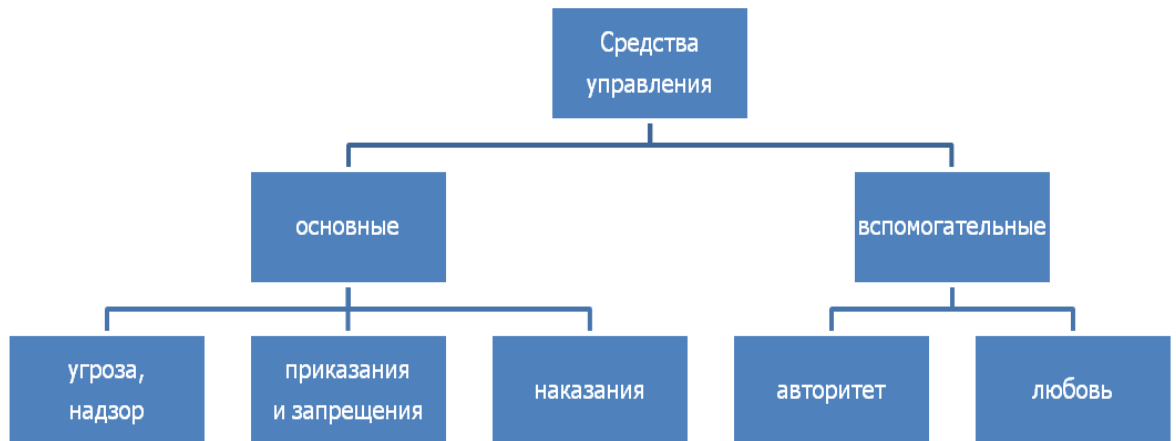 Средства
управления
основные
вспомогательные
угроза,
надзор
приказания
и запрещения
наказания
авторитет
любовь